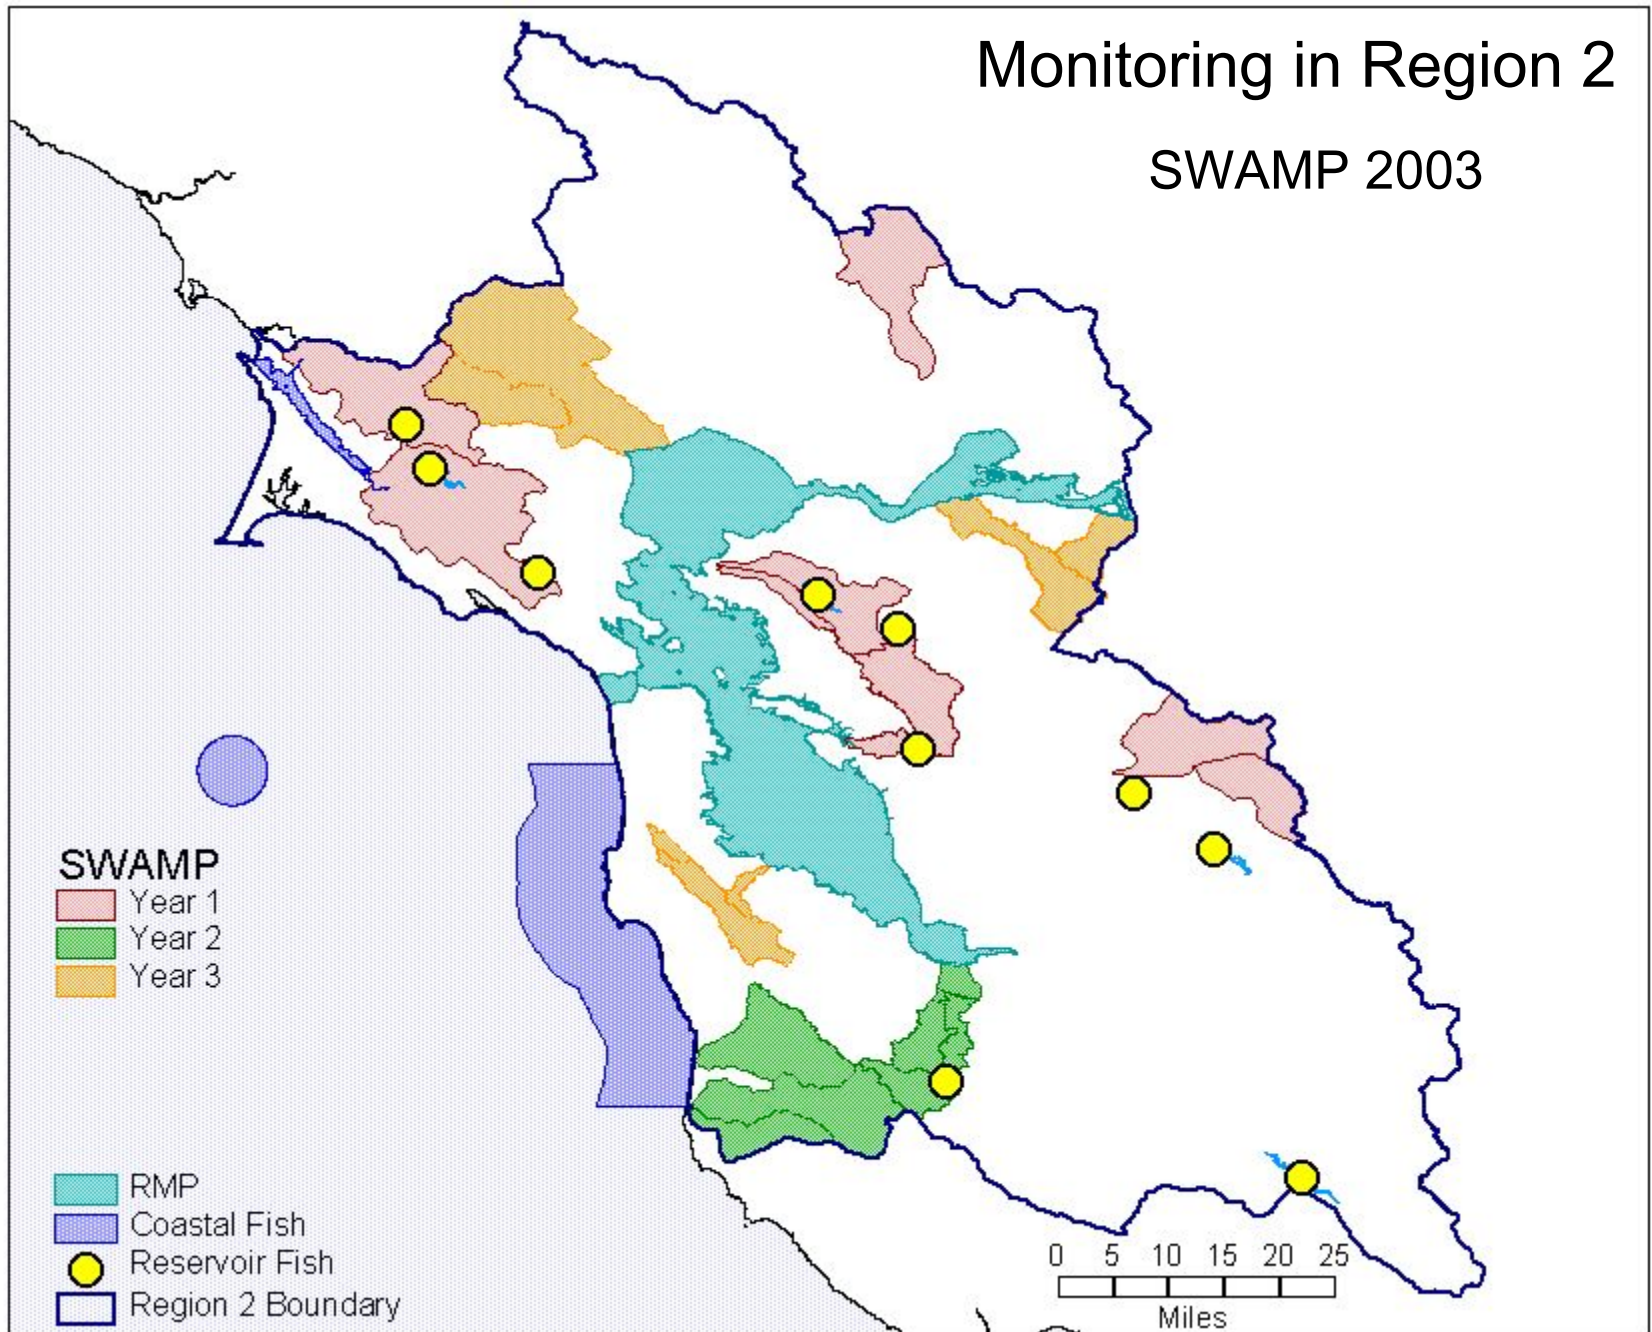 Monitoring in Region 2
SWAMP 2003
SWAMP
Year 1
Year 2
Year 3
RMP
Coastal Fish
Reservoir Fish
Region 2 Boundary
0 5 10 15 20 25
Miles